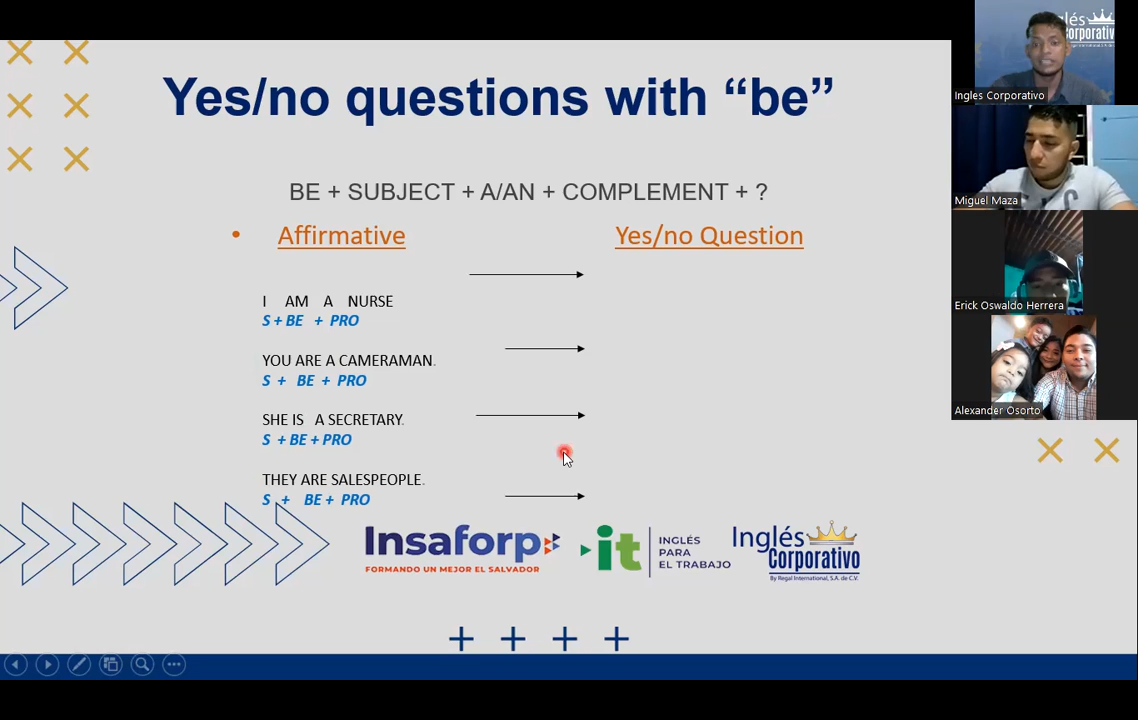 Yes/no questions with “be”
BE + SUBJECT + A/AN + COMPLEMENT + ?
• Affirmative
Yes/no Question
I AM A NURSE
S + BE + PRO
YOU ARE A CAMERAMAN.
S + BE + PRO
SHE IS A SECRETARY.
S + BE + PRO
THEY ARE SALESPEOPLE.
S + BE + PRO
Insaforp
FORMANDO UN MEJOR EL SALVADOR
it
INGLÉS
PARA
EL TRABAJO
Inglés
Corporativo
By Regal International, S.A. de C.V.
+ + + +
Ingles Corporativo
Miguel Maza
Erick Oswaldo Herrera
Alexander Osorto